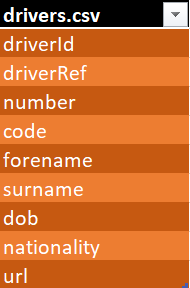 drivers.csv
driverId
driverRef
number
code
forename
surname
dob
nationality
url